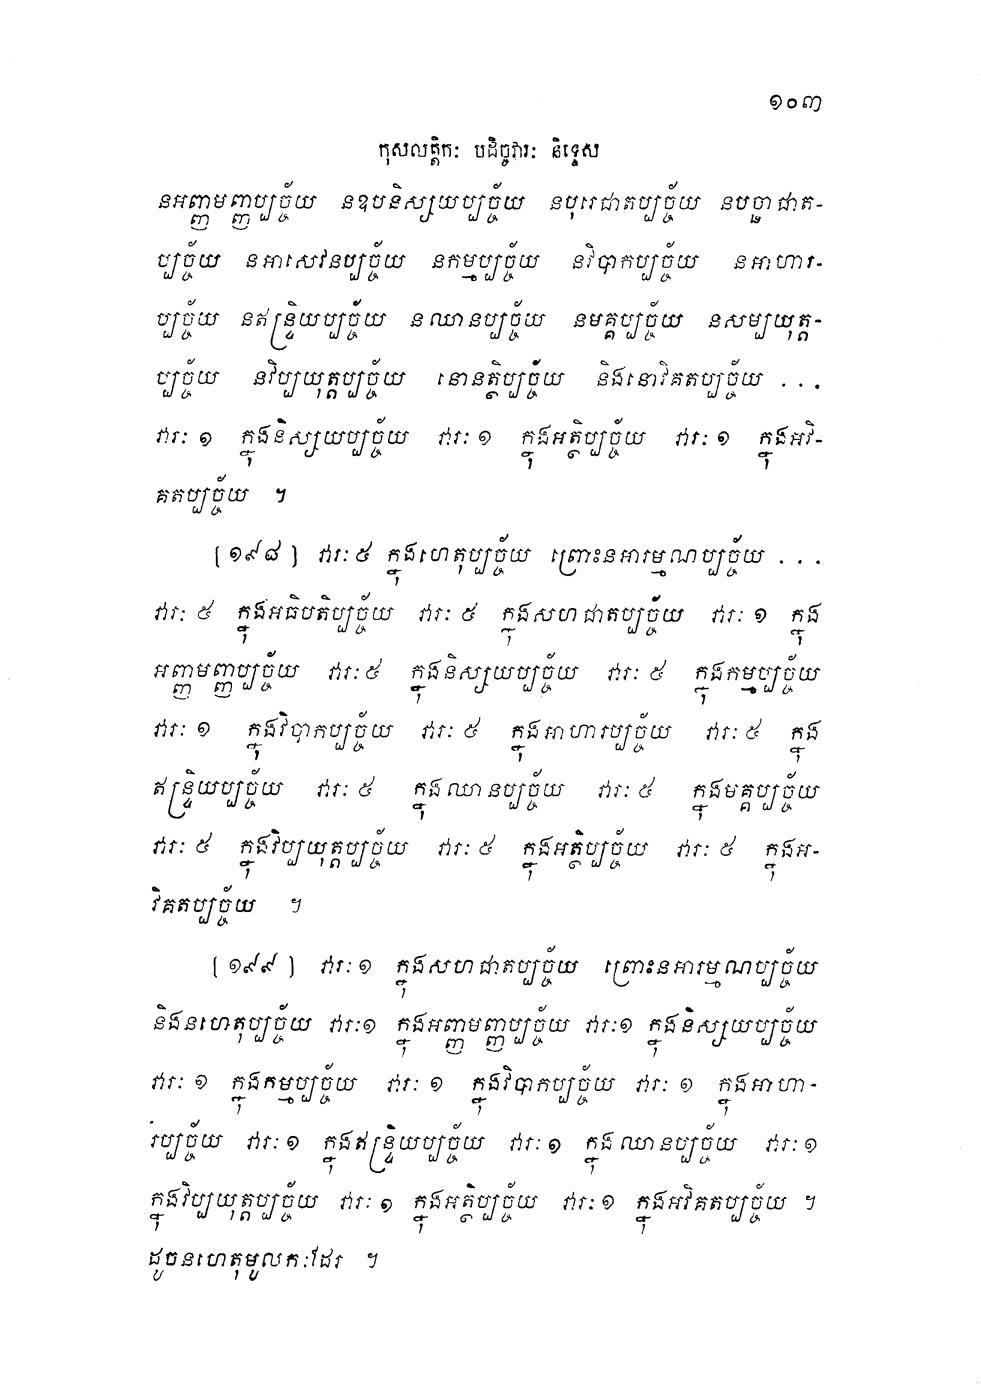 ១០៣
កុសលត្តិកៈ បដិច្ចវារៈ និទ្ទេស
នអញ្ញមញ្ញប្បច្ច័យ នឧបនិស្សយប្បច្ច័យ នបុរេជាតប្បច្ច័យ នបច្ឆាជាត-
ប្បច្ច័យ នអាសេវនប្បច្ច័យ នកម្មប្បច្ច័យ នវិបាកប្បច្ច័យ នអាហារ-
ប្បច្ច័យ នឥន្ទ្រិយប្បច្ច័យ នឈានប្បច្ច័យ នមគ្គប្បច្ច័យ នសម្បយុត្ត-
ប្បច្ច័យ នវិប្បយុត្តប្បច្ច័យ នោនត្ថិប្បច្ច័យ និងនោវិគតប្បច្ច័យ . . .
វារៈ ១ ក្នុងនិស្សយប្បច្ច័យ វារៈ ១ ក្នុងអត្ថិប្បច្ច័យ វារៈ ១ ក្នុងអវិ-
គតប្បច្ច័យ ។
[១៩៨] វារៈ ៥ ក្នុងហេតុប្បច្ច័យ ព្រោះនអារម្មណប្បច្ច័យ . . .
វារៈ ៥ ក្នុងអធិបតិប្បច្ច័យ វារៈ ៥ ក្នុងសហជាតប្បច្ច័យ វារៈ ១ ក្នុង
អញ្ញមញ្ញប្បច្ច័យ វារៈ ៥ ក្នុងនិស្សយប្បច្ច័យ វារៈ ៥ ក្នុងកម្មប្បច្ច័យ
វារៈ ១ ក្នុងវិបាកប្បច្ច័យ វារៈ ៥ ក្នុងអាហារប្បច្ច័យ វារៈ ៥ ក្នុង
ឥន្ទ្រិយប្បច្ច័យ វារៈ ៥ ក្នុងឈានប្បច្ច័យ វារៈ ៥ ក្នុងមគ្គប្បច្ច័យ
វារៈ ៥ ក្នុងវិប្បយុត្តប្បច្ច័យ វារៈ ៥ ក្នុងអត្ថិប្បច្ច័យ វារៈ ៥ ក្នុងអ-
វិគតប្បច្ច័យ ។
[១៩៩] វារៈ ១ ក្នុងសហជាតប្បច្ច័យ ព្រោះនអារម្មណប្បច្ច័យ
និងនហេតុប្បច្ច័យ វារៈ១ ក្នុងអញ្ញមញ្ញប្បច្ច័យ វារៈ១ ក្នុងនិស្សយប្បច្ច័យ
វារៈ ១ ក្នុងកម្មប្បច្ច័យ វារៈ ១ ក្នុងវិបាកប្បច្ច័យ វារៈ ១ ក្នុងអាហា-
រប្បច្ច័យ វារៈ ១ ក្នុងឥន្ទ្រិយប្បច្ច័យ វារៈ ១ ក្នុងឈានប្បច្ច័យ វារៈ ១
ក្នុងវិប្បយុត្តប្បច្ច័យ វារៈ ១ ក្នុងអត្ថិប្បច្ច័យ វារៈ ១ ក្នុងអវិគតប្បច្ច័យ ។
ដូចនហេតុមូលកៈដែរ ។